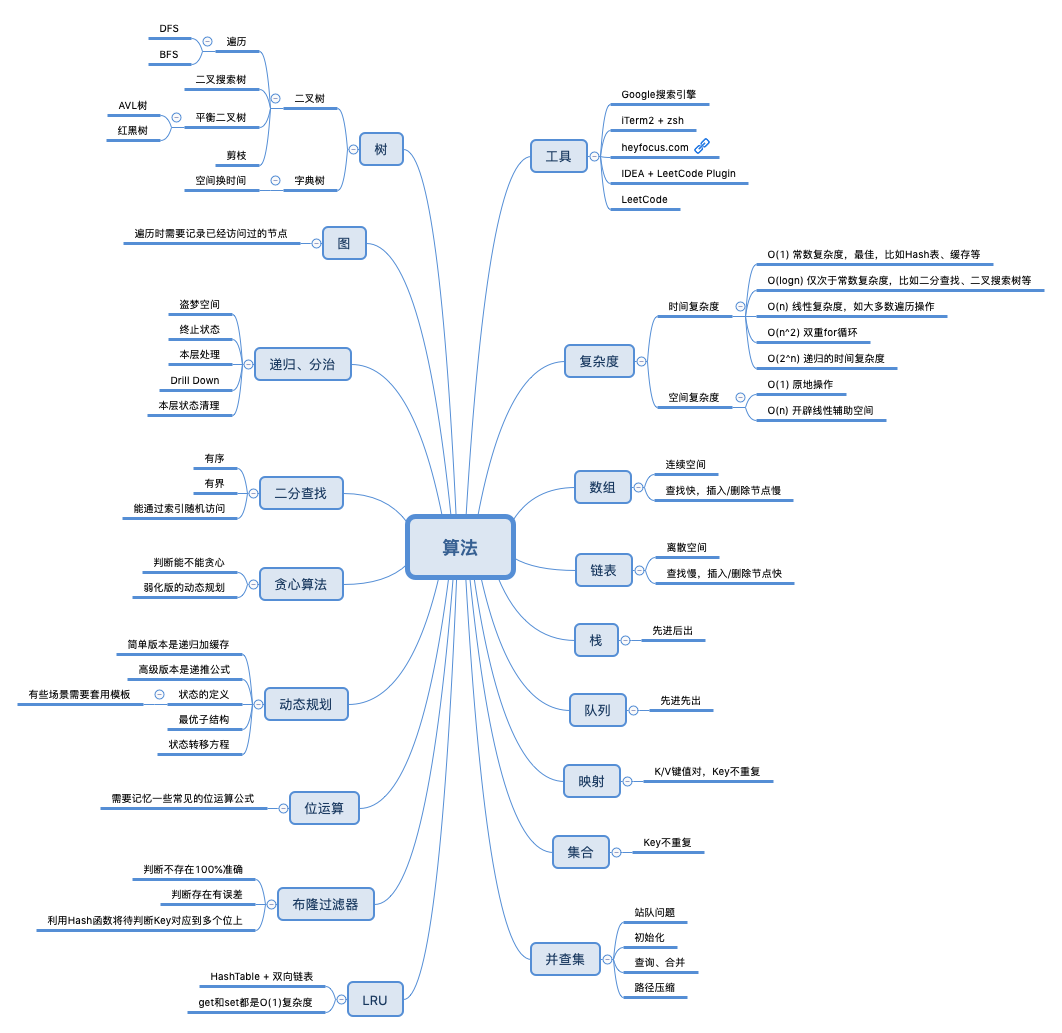 算法
工具
Google搜索引擎
iTerm2 + zsh
heyfocus.com
IDEA + LeetCode Plugin
LeetCode
复杂度
时间复杂度
O(1) 常数复杂度，最佳，比如Hash表、缓存等
O(logn) 仅次于常数复杂度，比如二分查找、二叉搜索树等
O(n) 线性复杂度，如大多数遍历操作
O(n^2) 双重for循环
O(2^n) 递归的时间复杂度
空间复杂度
O(1) 原地操作
O(n) 开辟线性辅助空间
数组
连续空间
查找快，插入/删除节点慢
链表
离散空间
查找慢，插入/删除节点快
栈
先进后出
队列
先进先出
映射
K/V键值对，Key不重复
集合
Key不重复
并查集
站队问题
初始化
查询、合并
路径压缩
树
二叉树
遍历
DFS
BFS
二叉搜索树
平衡二叉树
AVL树
红黑树
剪枝
字典树
空间换时间
图
遍历时需要记录已经访问过的节点
递归、分治
盗梦空间
终止状态
本层处理
Drill Down
本层状态清理
二分查找
有序
有界
能通过索引随机访问
贪心算法
判断能不能贪心
弱化版的动态规划
动态规划
简单版本是递归加缓存
高级版本是递推公式
状态的定义
有些场景需要套用模板
最优子结构
状态转移方程
位运算
需要记忆一些常见的位运算公式
布隆过滤器
判断不存在100%准确
判断存在有误差
利用Hash函数将待判断Key对应到多个位上
LRU
HashTable + 双向链表
get和set都是O(1)复杂度